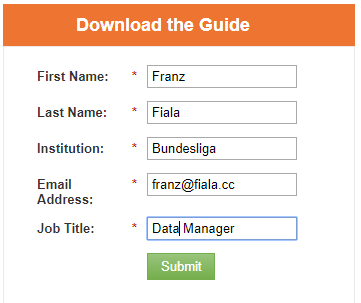 Download the Guide
First Name: * Franz
Last Name: * Fiala
Institution: * Bundesliga
Email * franz@fiala.cc
Address:
Job Title: * Data Manager
Submit